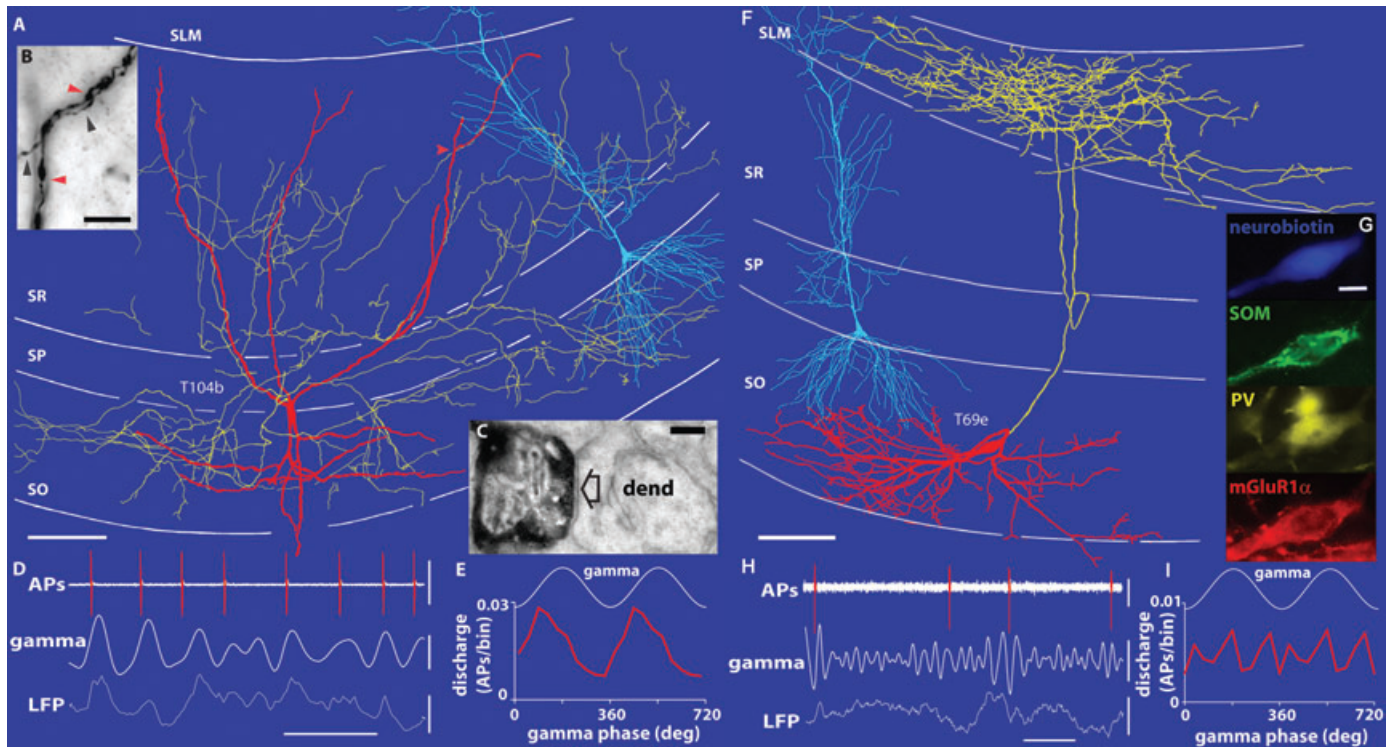 A
SLM
B
SR
SP
T104b
SO
C
dend
D
APs
gamma
LFP
E
gamma
0.03
discharge
(APs/bin)
0
0 360 720
gamma phase (deg)
F
SLM
SR
SP
SO
T69e
G
neurobiotin
SOM
PV
mGluR1α
H
APs
gamma
LFP
I
gamma
0.01
discharge
(APs/bin)
0
0 360 720
gamma phase (deg)